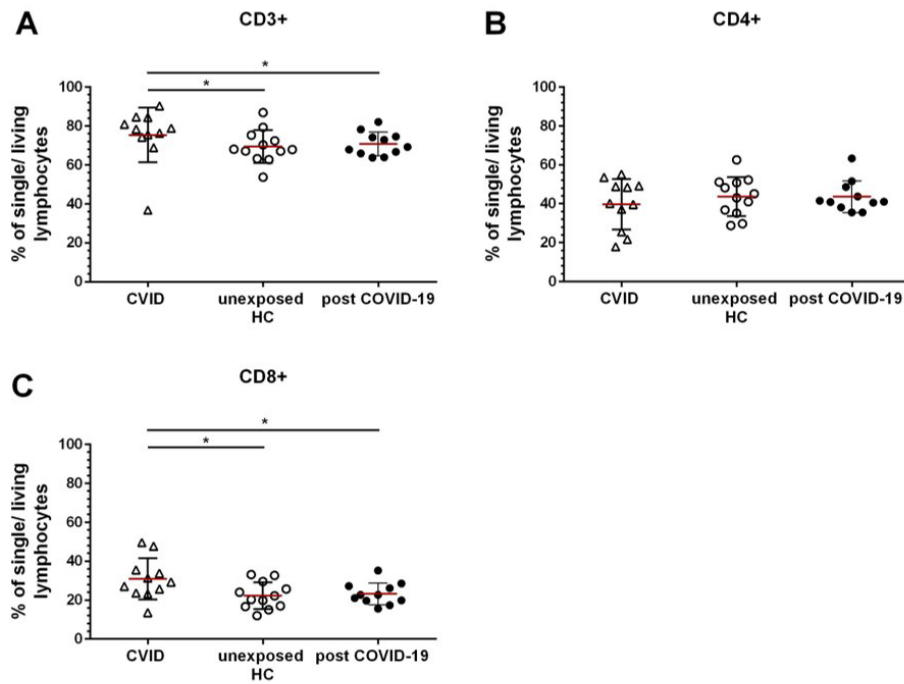 A
CD3+
*
*
% of single/ living
lymphocytes
100
80
60
40
20
0
CVID
unexposed
HC
post COVID-19
B
CD4+
% of single/ living
lymphocytes
100
80
60
40
20
0
CVID
unexposed
HC
post COVID-19
C
CD8+
*
*
% of single/ living
lymphocytes
100
80
60
40
20
0
CVID
unexposed
HC
post COVID-19